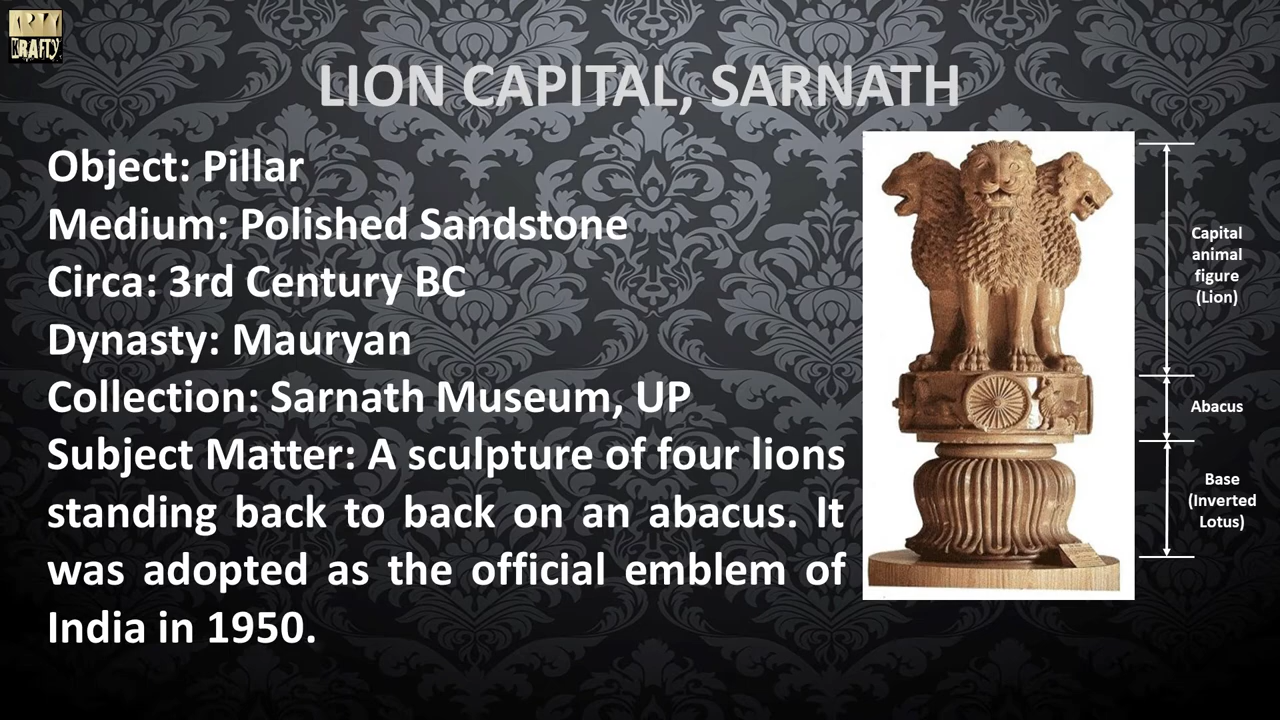 KRAFTY
LION CAPITAL, SARNATH
Object: Pillar
Medium: Polished Sandstone
Circa: 3rd Century BC
Dynasty: Mauryan
Collection: Sarnath Museum, UP
Subject Matter: A sculpture of four lions
standing back to back on an abacus. It
was adopted as the official emblem of
India in 1950.
Capital
animal
figure
(Lion)
Abacus
Base
(Inverted
Lotus)